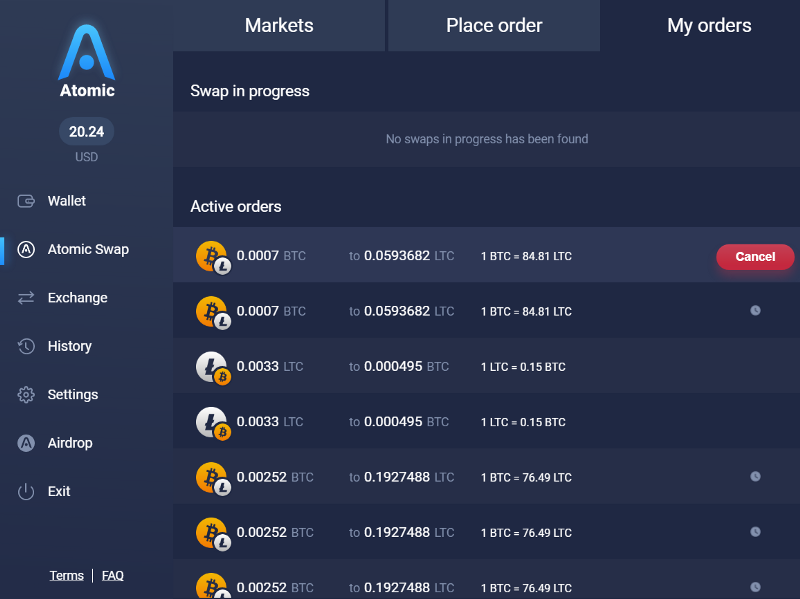 Markets
Place order
My orders
Atomic
20.24
USD
Wallet
Atomic Swap
Exchange
History
Settings
Airdrop
Exit
Terms | FAQ
Swap in progress
No swaps in progress has been found
Active orders
0.0007 BTC to 0.0593682 LTC 1 BTC = 84.81 LTC Cancel
0.0007 BTC to 0.0593682 LTC 1 BTC = 84.81 LTC
0.0033 LTC to 0.000495 BTC 1 LTC = 0.15 BTC
0.0033 LTC to 0.000495 BTC 1 LTC = 0.15 BTC
0.00252 BTC to 0.1927488 LTC 1 BTC = 76.49 LTC
0.00252 BTC to 0.1927488 LTC 1 BTC = 76.49 LTC
0.00252 BTC to 0.1927488 LTC 1 BTC = 76.49 LTC